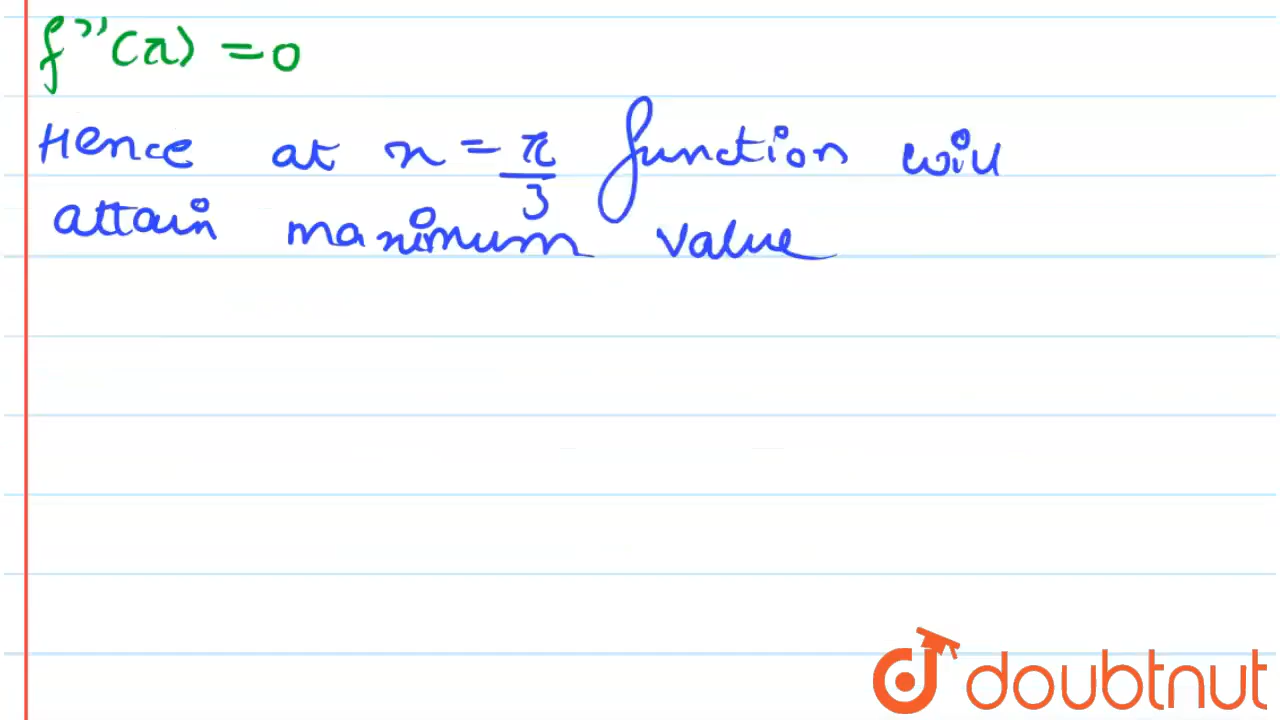 f''(π) = 0
Hence at x = π/3 function will
attain maximum value
doubtnut